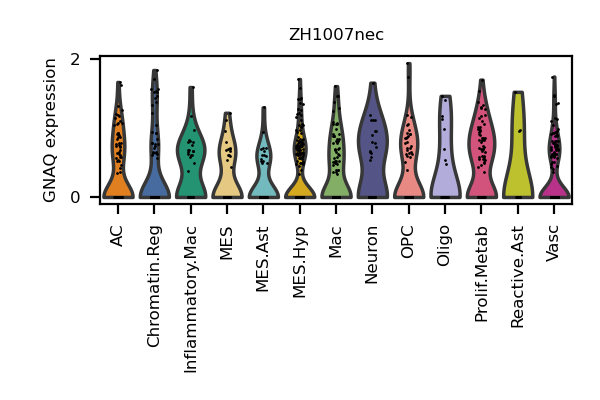 ZH1007nec
GNAQ expression
2
0
AC
Chromatin.Reg
Inflammatory.Mac
MES
MES.Ast
MES.Hyp
Mac
Neuron
OPC
Oligo
Prolif.Metab
Reactive.Ast
Vasc